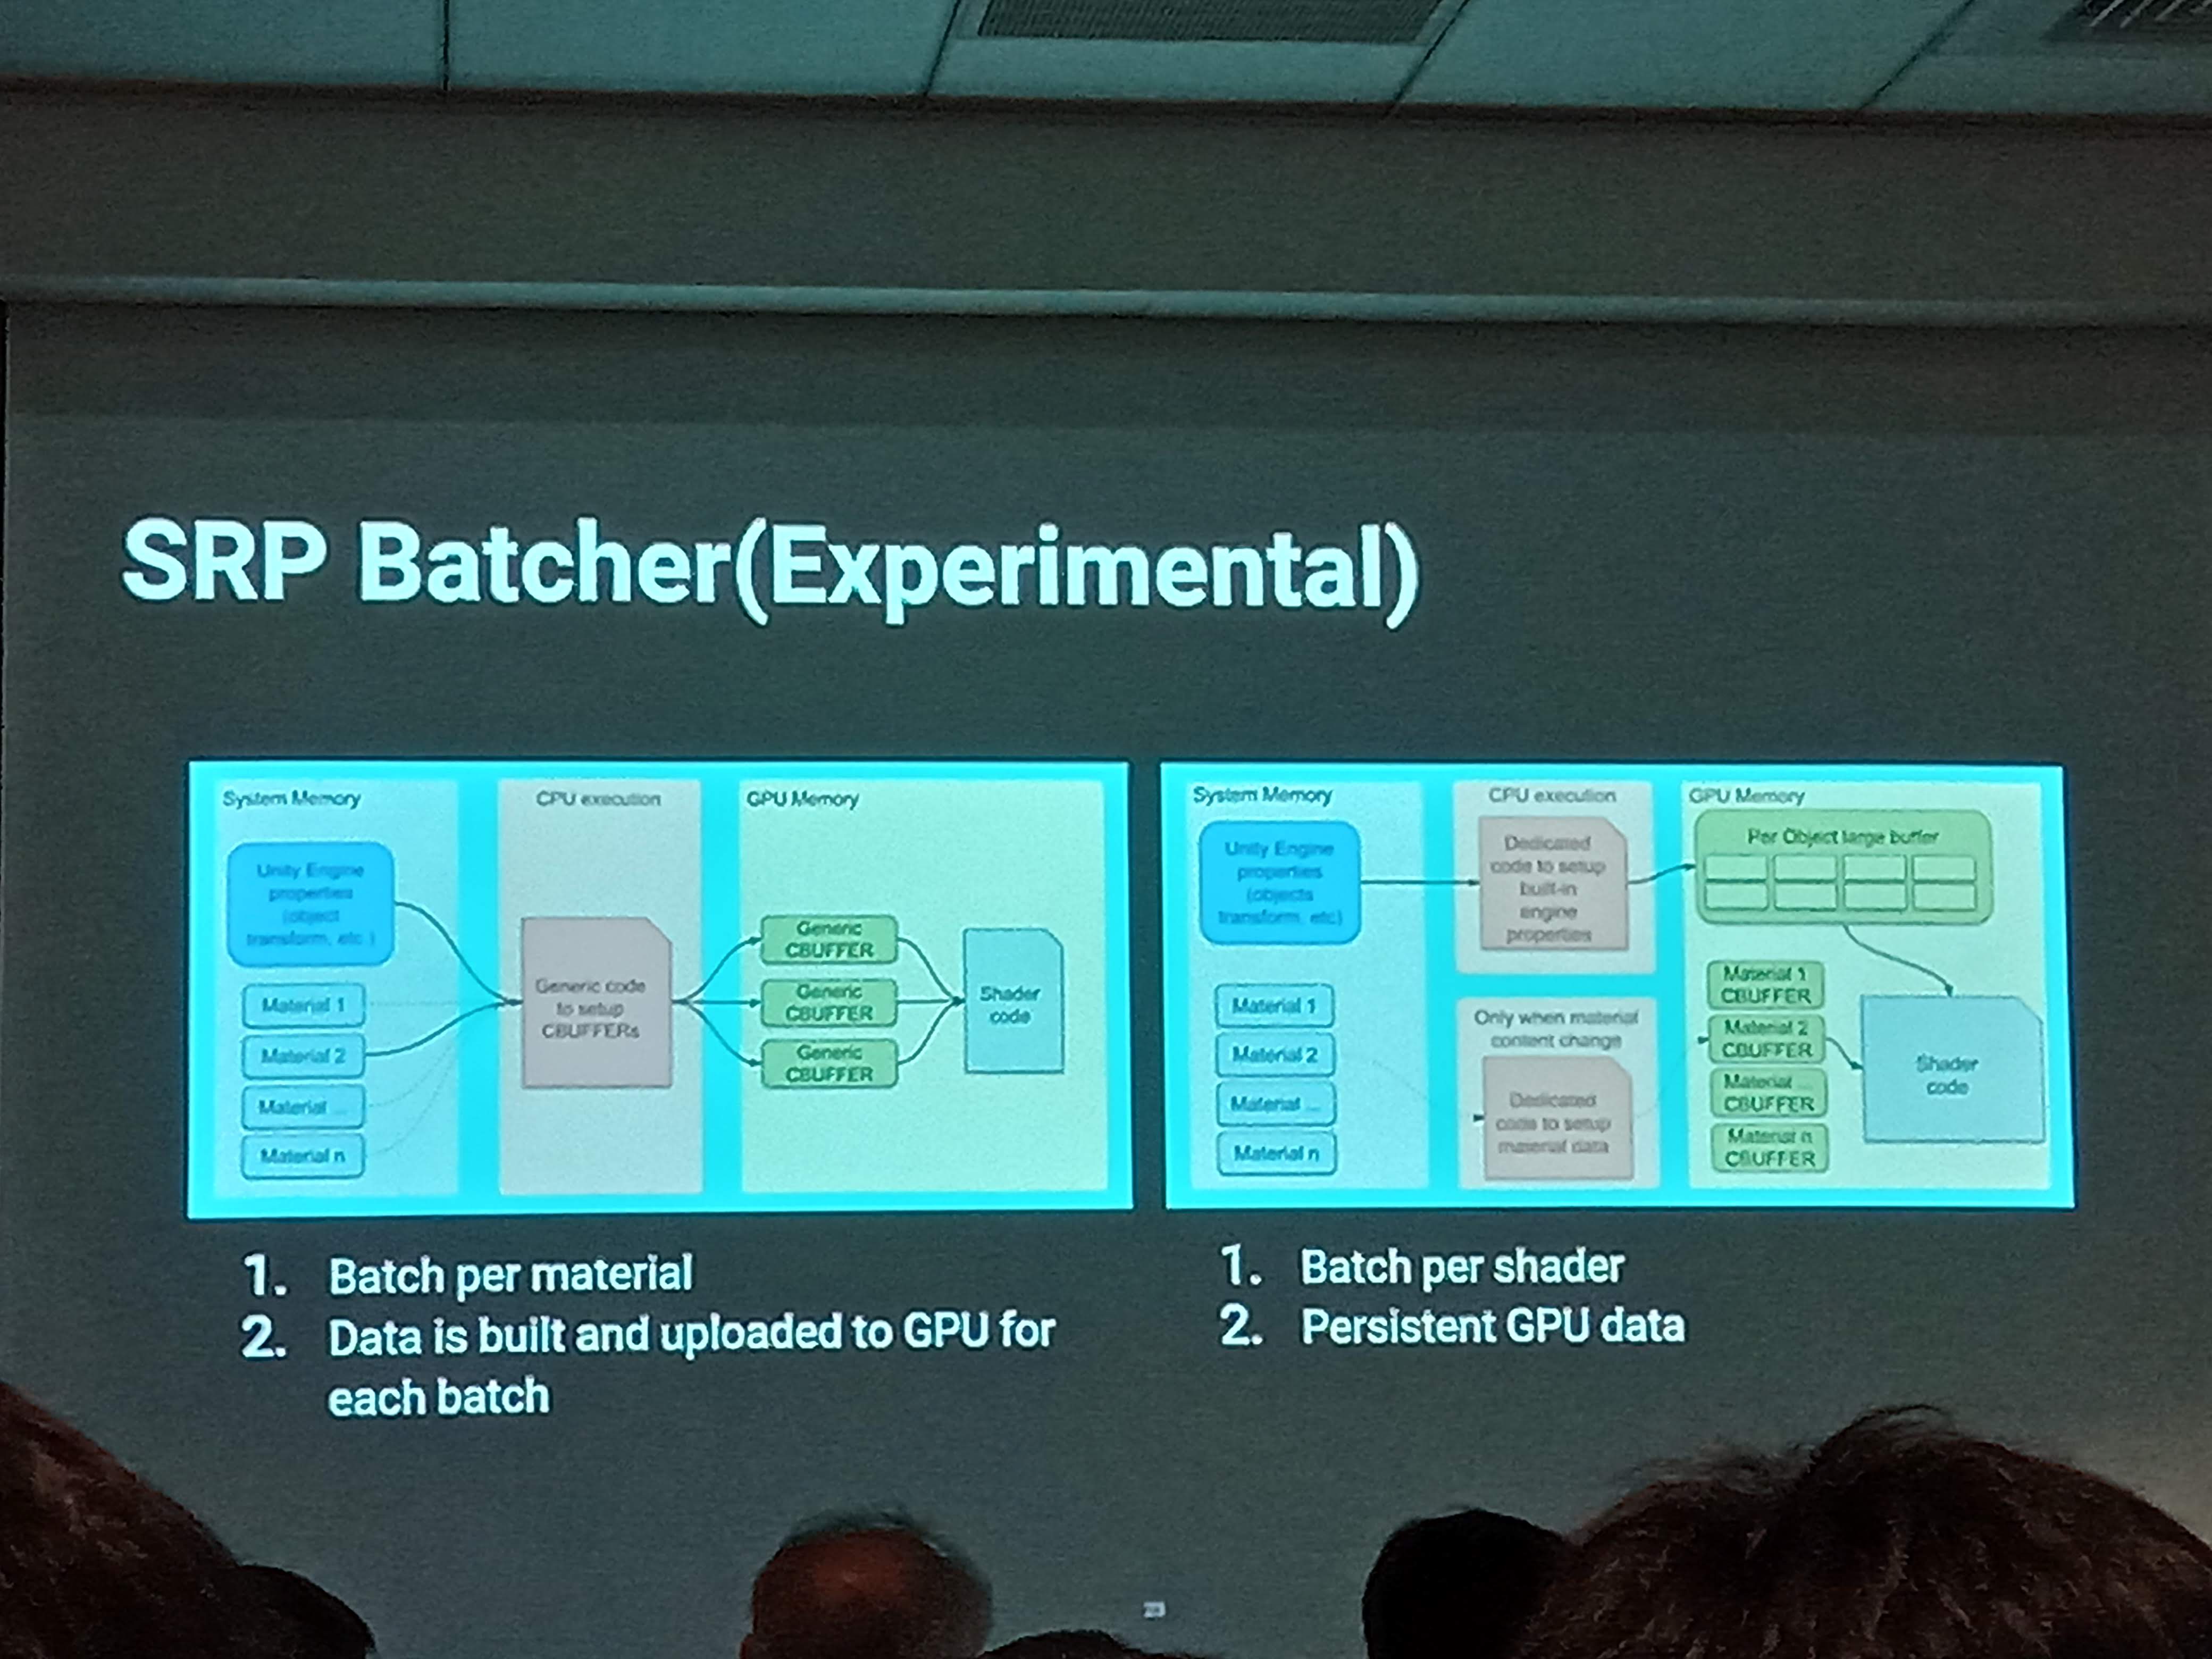 SRP Batcher(Experimental)
System Memory
CPU execution
GPU Memory
Unity Engine
properties
(object
transform, etc.)
Material 1
Material 2
Material ...
Material n
Generic code
to setup
CBUFFERs
Generic
CBUFFER
Generic
CBUFFER
Generic
CBUFFER
Shader
code
1. Batch per material
2. Data is built and uploaded to GPU for
each batch
System Memory
CPU execution
GPU Memory
Unity Engine
properties
(objects
transform, etc)
Material 1
Material 2
Material ...
Material n
Dedicated
code to setup
built-in
engine
properties
Only when material
content change
Dedicated
code to setup
material data
Per Object large buffer
Material 1
CBUFFER
Material 2
CBUFFER
Material ...
CBUFFER
Material n
CBUFFER
Shader
code
1. Batch per shader
2. Persistent GPU data